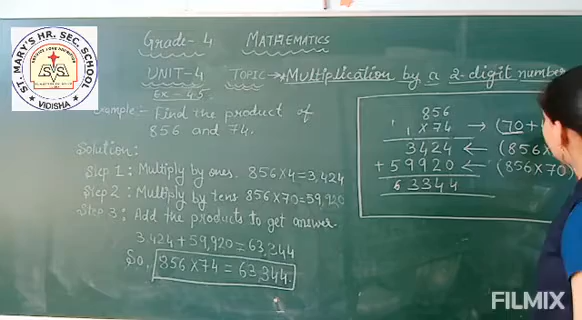 ST. MARY'S HR. SEC. SCHOOL
VIDISHA
Grade-4 MATHEMATICS
UNIT-4 TOPIC → Multiplication by a 2-digit number
Ex-4.5
Example:- Find the product of
856 and 74.
Solution:
Step 1: Multiply by ones. 856×4=3,424
Step 2: Multiply by tens 856×70=59,920
Step 3: Add the products to get answer.
3,424+59,920=63,344
So, 856×74=63,344.
856
×74 → (70+
3424 ← (856×
+59920 ← (856×70)
63344
FILMIX